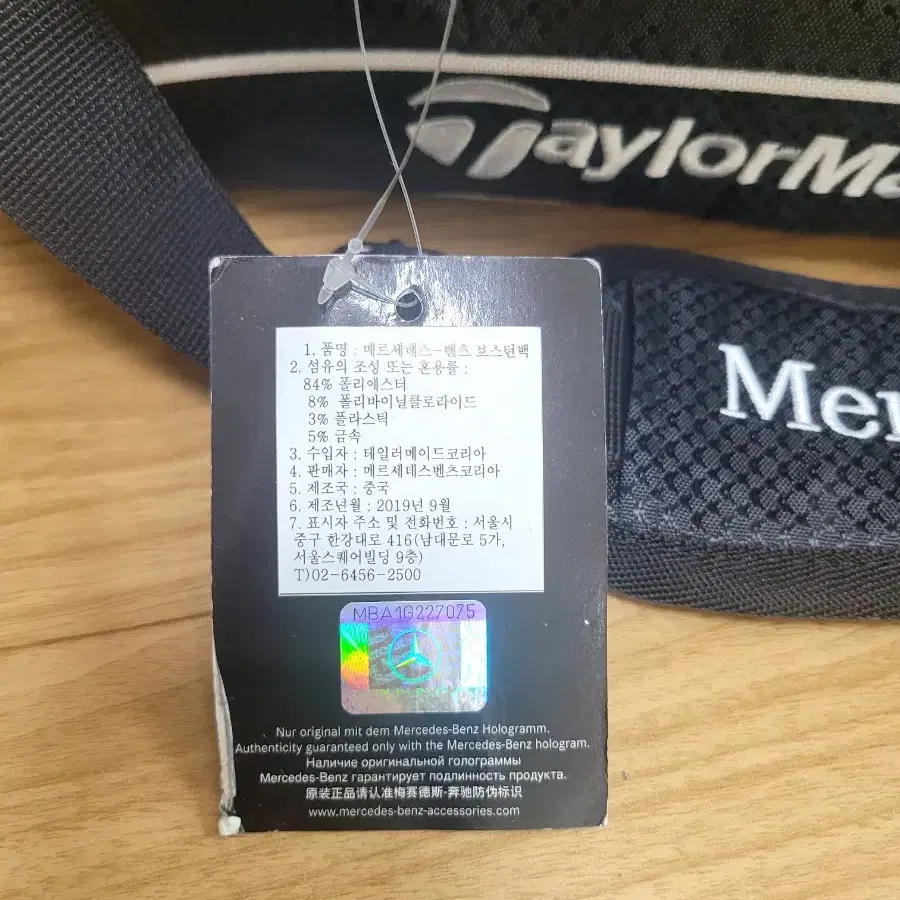 TaylorMa
Mer
1. 품명 : 메르세데스-벤츠 보스턴백
2. 섬유의 조성 또는 혼용률 :
84% 폴리에스터
8% 폴리바이닐클로라이드
3% 플라스틱
5% 금속
3. 수입자 : 테일러메이드코리아
4. 판매자 : 메르세데스벤츠코리아
5. 제조국 : 중국
6. 제조년월 : 2019년 9월
7. 표시자 주소 및 전화번호 : 서울시
중구 한강대로 416(남대문로 5가,
서울스퀘어빌딩 9층)
T)02-6456-2500
MBA1G227075
Nur original mit dem Mercedes-Benz Hologramm.
Authenticity guaranteed only with the Mercedes-Benz hologram.
Наличие оригинальной голограммы
Mercedes-Benz гарантирует подлинность продукта.
原装正品请认准梅赛德斯-奔驰防伪标识
www.mercedes-benz-accessories.com